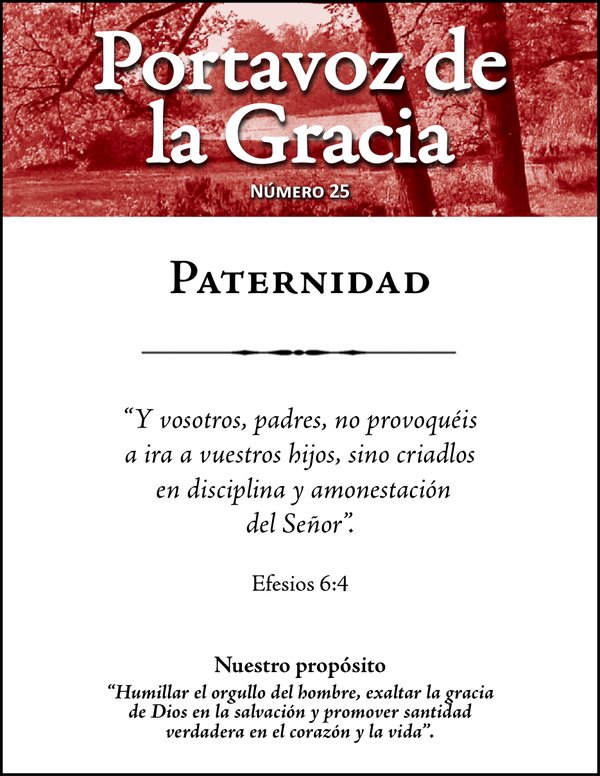 Portavoz de
la Gracia
NÚMERO 25
PATERNIDAD
“Y vosotros, padres, no provoquéis
a ira a vuestros hijos, sino criadlos
en disciplina y amonestación
del Señor”.
Efesios 6:4
Nuestro propósito
“Humillar el orgullo del hombre, exaltar la gracia
de Dios en la salvación y promover santidad
verdadera en el corazón y la vida”.